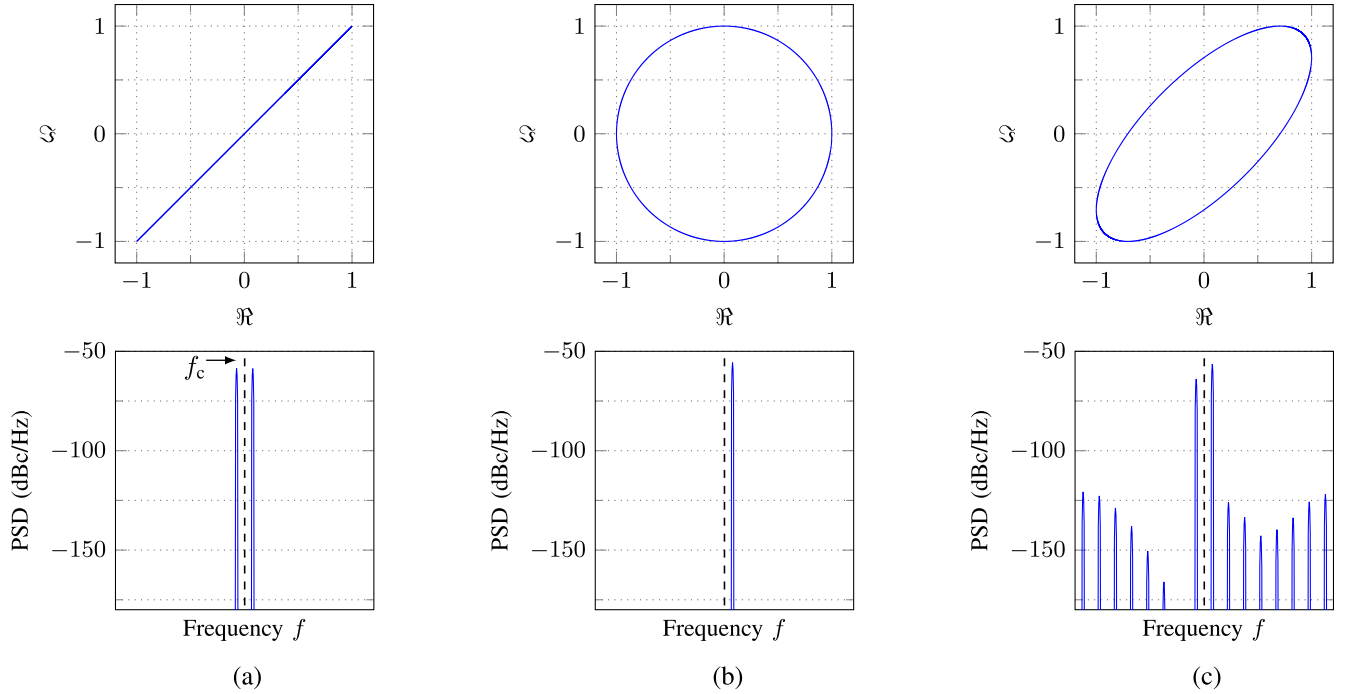 1
0
−1
ℑ
−1
0
1
ℜ
1
0
−1
ℑ
−1
0
1
ℜ
1
0
−1
ℑ
−1
0
1
ℜ
−50
−100
−150
PSD (dBc/Hz)
f_c
Frequency f
(a)
−50
−100
−150
PSD (dBc/Hz)
Frequency f
(b)
−50
−100
−150
PSD (dBc/Hz)
Frequency f
(c)